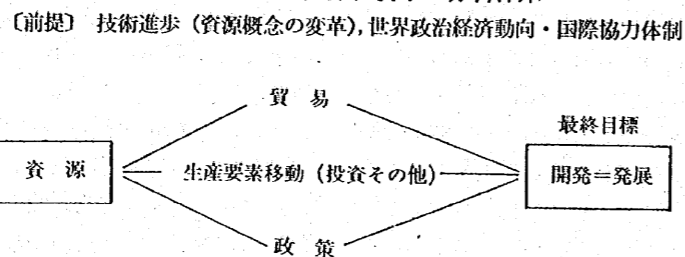 〔前提〕 技術進歩(資源概念の変革),世界政治経済動向・国際協力体制
貿 易
最終目標
資 源
生産要素移動(投資その他)
開発=発展
政 策